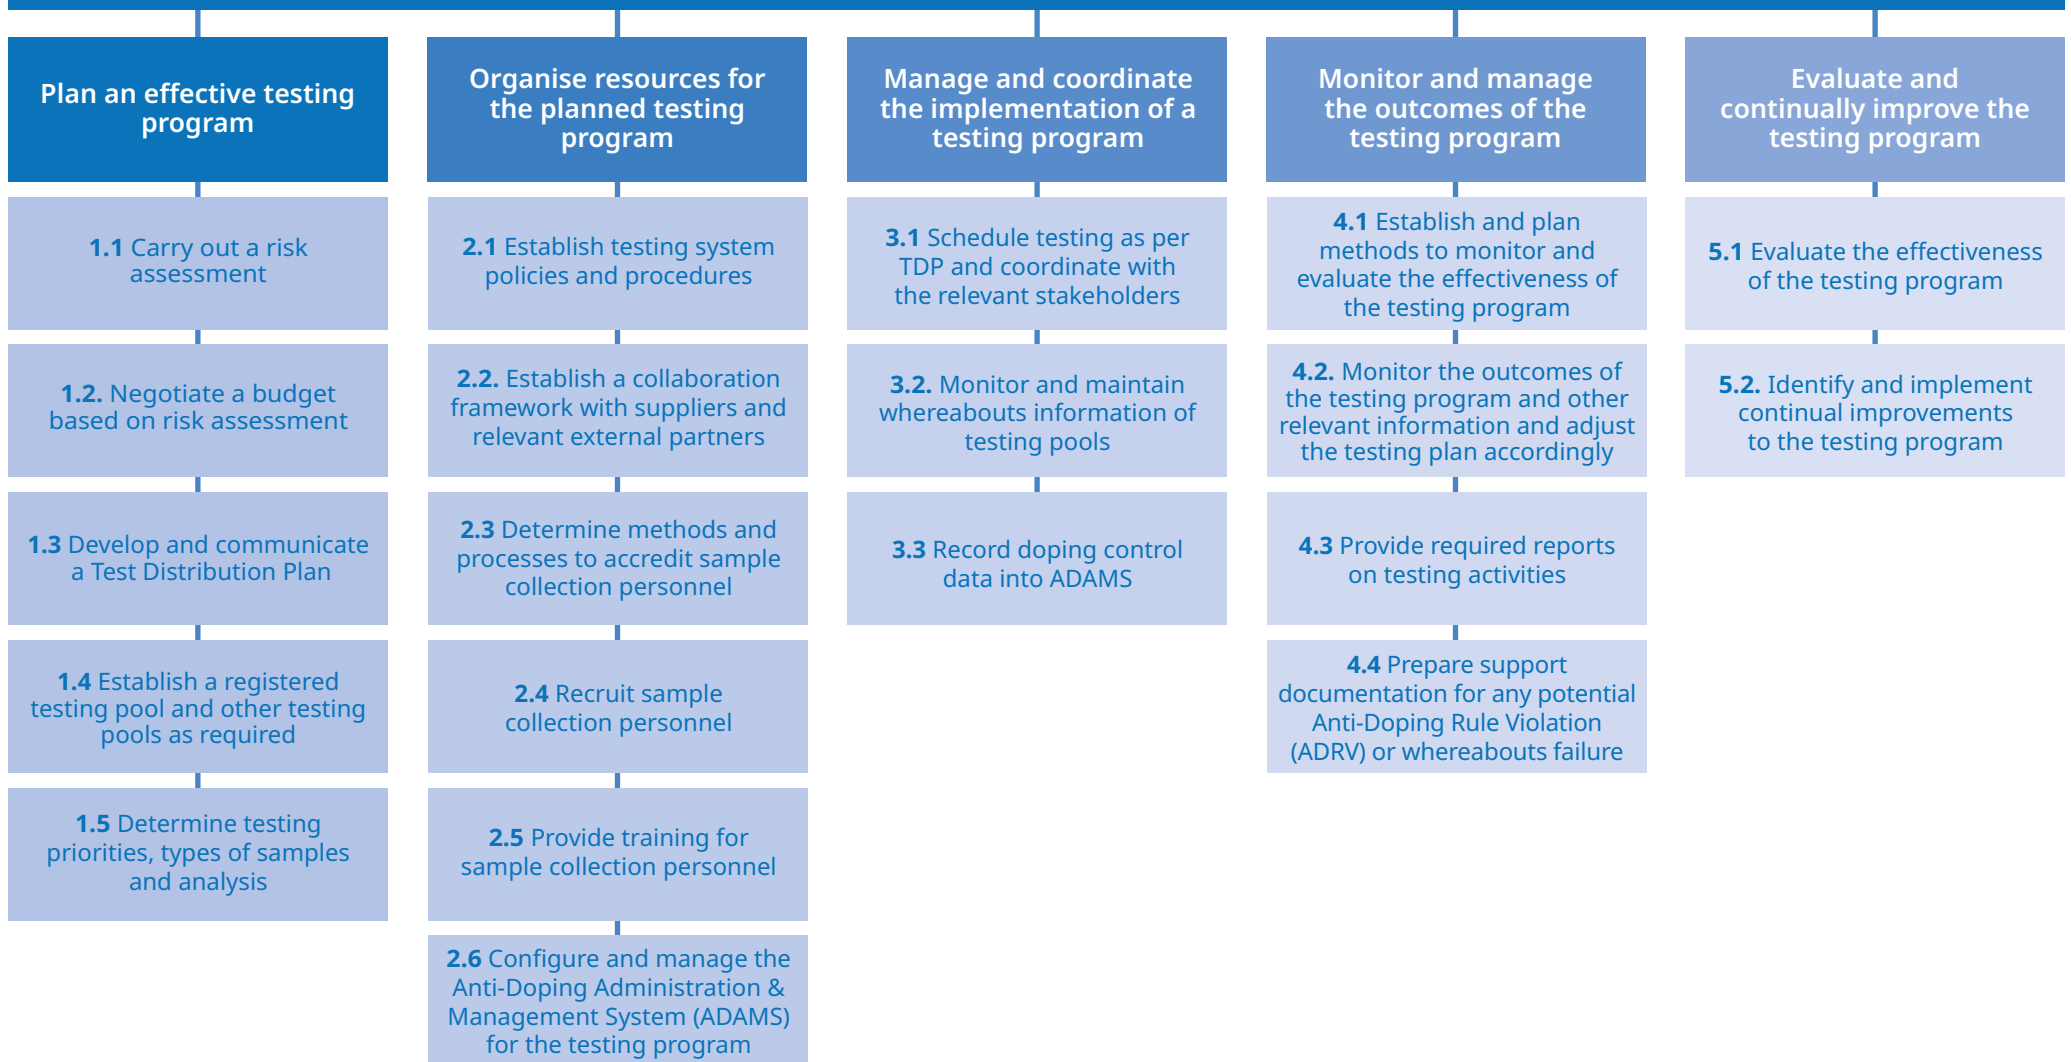 Plan an effective testing
program
1.1 Carry out a risk
assessment
1.2. Negotiate a budget
based on risk assessment
1.3 Develop and communicate
a Test Distribution Plan
1.4 Establish a registered
testing pool and other testing
pools as required
1.5 Determine testing
priorities, types of samples
and analysis
Organise resources for
the planned testing
program
2.1 Establish testing system
policies and procedures
2.2. Establish a collaboration
framework with suppliers and
relevant external partners
2.3 Determine methods and
processes to accredit sample
collection personnel
2.4 Recruit sample
collection personnel
2.5 Provide training for
sample collection personnel
2.6 Configure and manage the
Anti-Doping Administration &
Management System (ADAMS)
for the testing program
Manage and coordinate
the implementation of a
testing program
3.1 Schedule testing as per
TDP and coordinate with
the relevant stakeholders
3.2. Monitor and maintain
whereabouts information of
testing pools
3.3 Record doping control
data into ADAMS
Monitor and manage
the outcomes of the
testing program
4.1 Establish and plan
methods to monitor and
evaluate the effectiveness of
the testing program
4.2. Monitor the outcomes of
the testing program and other
relevant information and adjust
the testing plan accordingly
4.3 Provide required reports
on testing activities
4.4 Prepare support
documentation for any potential
Anti-Doping Rule Violation
(ADRV) or whereabouts failure
Evaluate and
continually improve the
testing program
5.1 Evaluate the effectiveness
of the testing program
5.2. Identify and implement
continual improvements
to the testing program